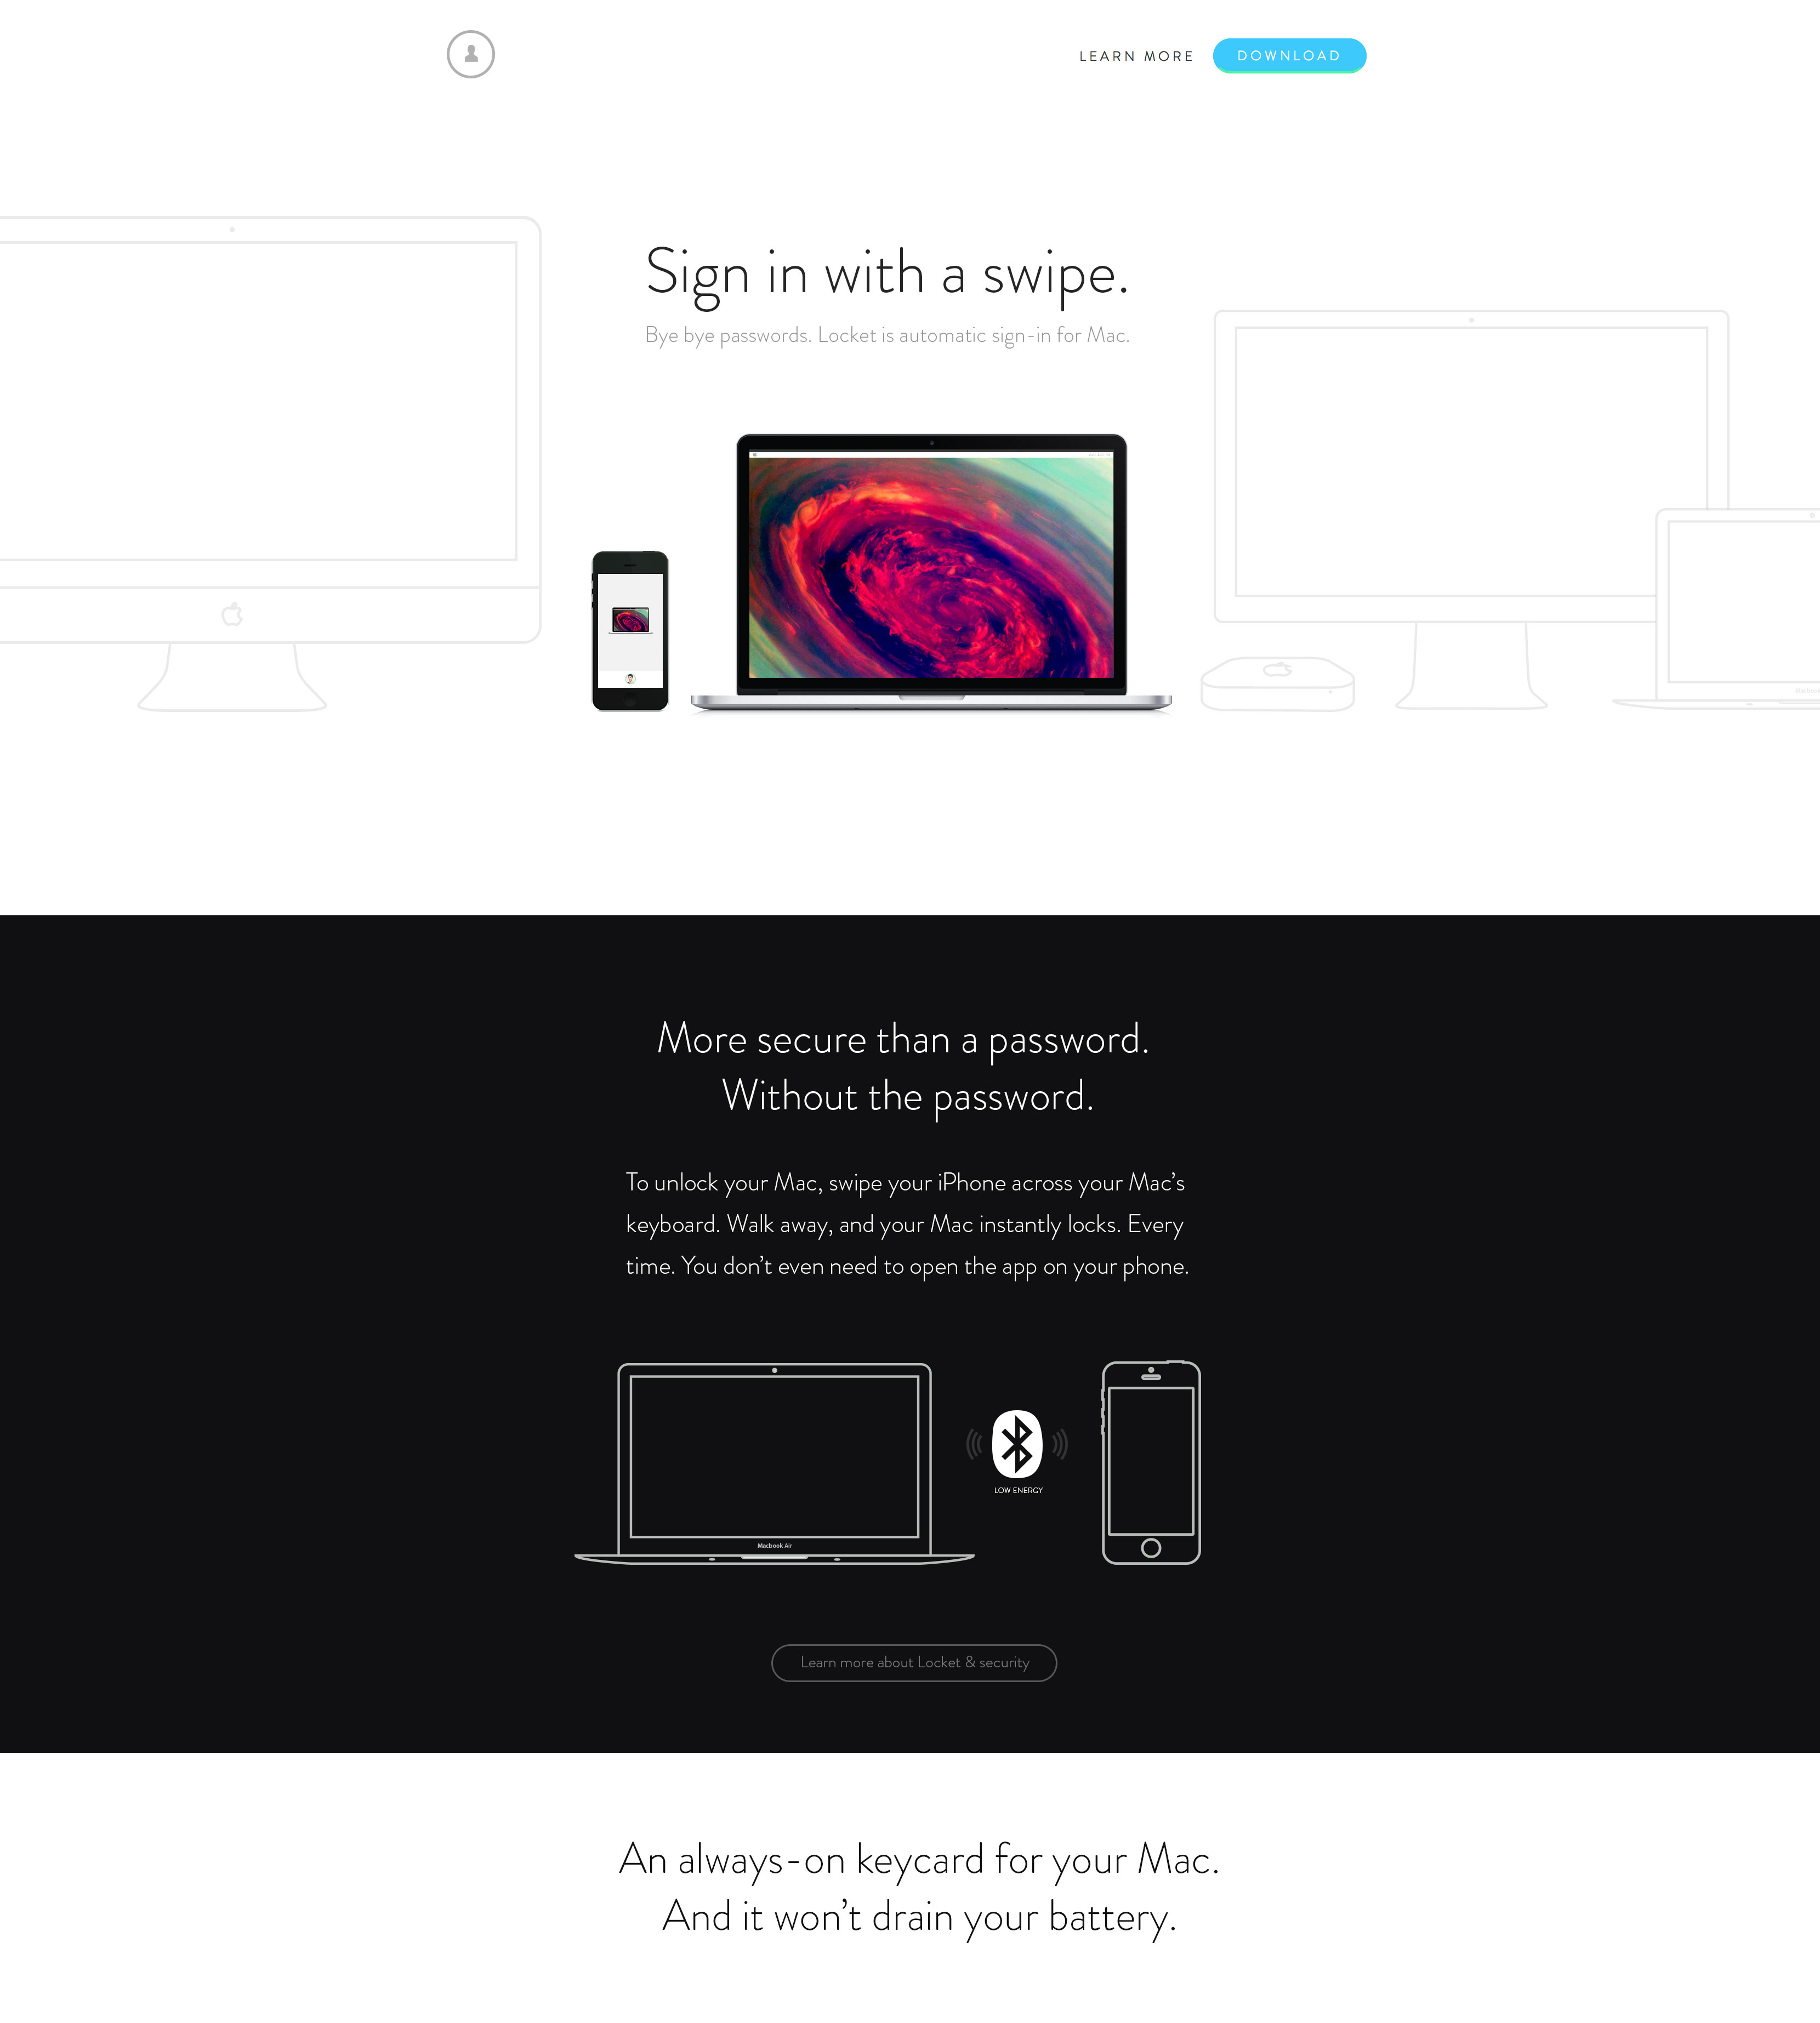 LEARN MORE
DOWNLOAD
Sign in with a swipe.
Bye bye passwords. Locket is automatic sign-in for Mac.
More secure than a password.
Without the password.
To unlock your Mac, swipe your iPhone across your Mac’s
keyboard. Walk away, and your Mac instantly locks. Every
time. You don’t even need to open the app on your phone.
LOW ENERGY
Macbook Air
Learn more about Locket & security
An always-on keycard for your Mac.
And it won’t drain your battery.